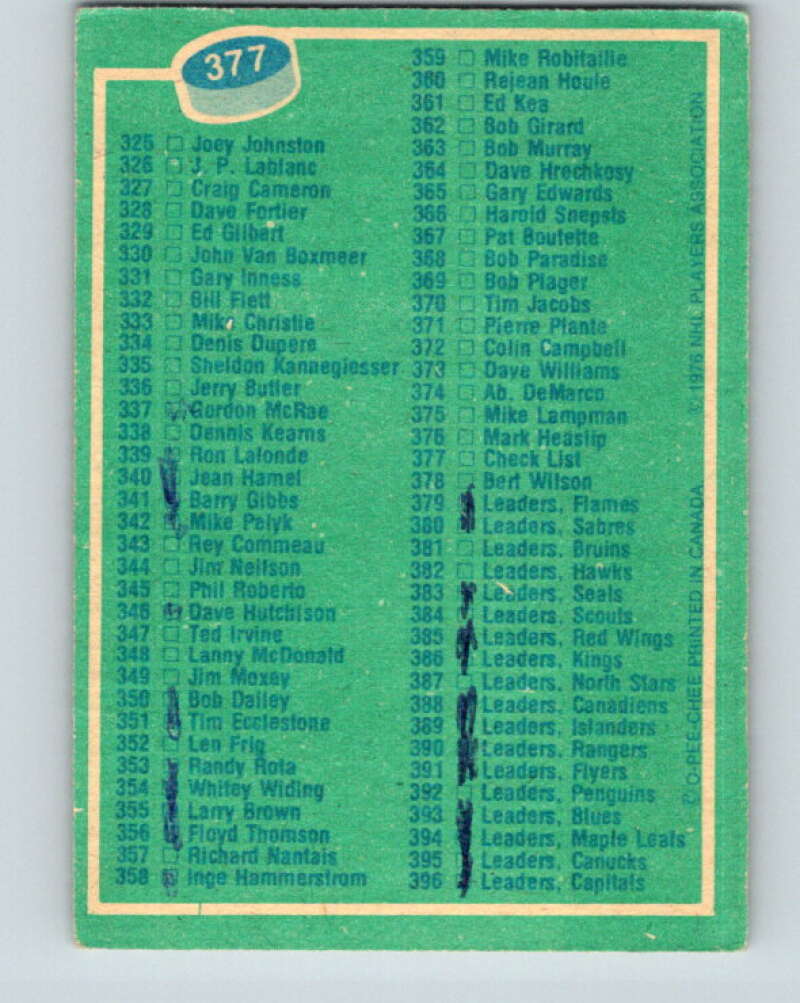 377
325 Joey Johnston
326 J. P. Lablanc
327 Craig Cameron
328 Dave Fortier
329 Ed Gilbert
330 John Van Boxmeer
331 Gary Inness
332 Bill Flett
333 Mike Christie
334 Denis Dupere
335 Sheldon Kannegiesser
336 Jerry Butler
337 Gordon McRae
338 Dennis Kearns
339 Ron Lalonde
340 Jean Hamel
341 Barry Gibbs
342 Mike Pelyk
343 Rey Commeau
344 Jim Neilson
345 Phil Roberto
346 Dave Hutchison
347 Ted Irvine
348 Lanny McDonald
349 Jim Moxey
350 Bob Dailey
351 Tim Ecclestone
352 Len Frig
353 Randy Rota
354 Whitey Widing
355 Larry Brown
356 Floyd Thomson
357 Richard Nantais
358 Inge Hammerstrom
359 Mike Robitaille
360 Rejean Houle
361 Ed Kea
362 Bob Girard
363 Bob Murray
364 Dave Hrechkosy
365 Gary Edwards
366 Harold Snepsts
367 Pat Boutette
368 Bob Paradise
369 Bob Plager
370 Tim Jacobs
371 Pierre Plante
372 Colin Campbell
373 Dave Williams
374 Ab. DeMarco
375 Mike Lampman
376 Mark Heaslip
377 Check List
378 Bert Wilson
379 Leaders, Flames
380 Leaders, Sabres
381 Leaders, Bruins
382 Leaders, Hawks
383 Leaders, Seals
384 Leaders, Scouts
385 Leaders, Red Wings
386 Leaders, Kings
387 Leaders, North Stars
388 Leaders, Canadiens
389 Leaders, Islanders
390 Leaders, Rangers
391 Leaders, Flyers
392 Leaders, Penguins
393 Leaders, Blues
394 Leaders, Maple Leafs
395 Leaders, Canucks
396 Leaders, Capitals
© O-PEE-CHEE PRINTED IN CANADA © 1976 NHL PLAYERS ASSOCIATION